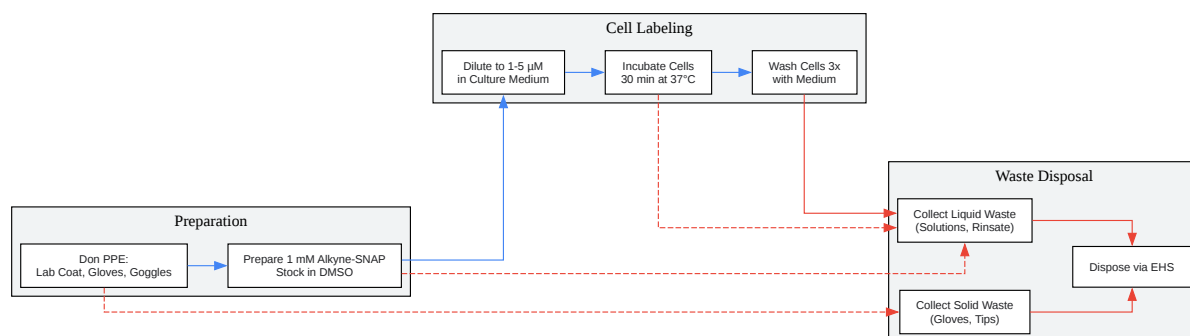 Cell Labeling
Dilute to 1-5 µM
in Culture Medium
Incubate Cells
30 min at 37°C
Wash Cells 3x
with Medium
Waste Disposal
Collect Liquid Waste
(Solutions, Rinsate)
Dispose via EHS
Collect Solid Waste
(Gloves, Tips)
Preparation
Don PPE:
Lab Coat, Gloves, Goggles
Prepare 1 mM Alkyne-SNAP
Stock in DMSO